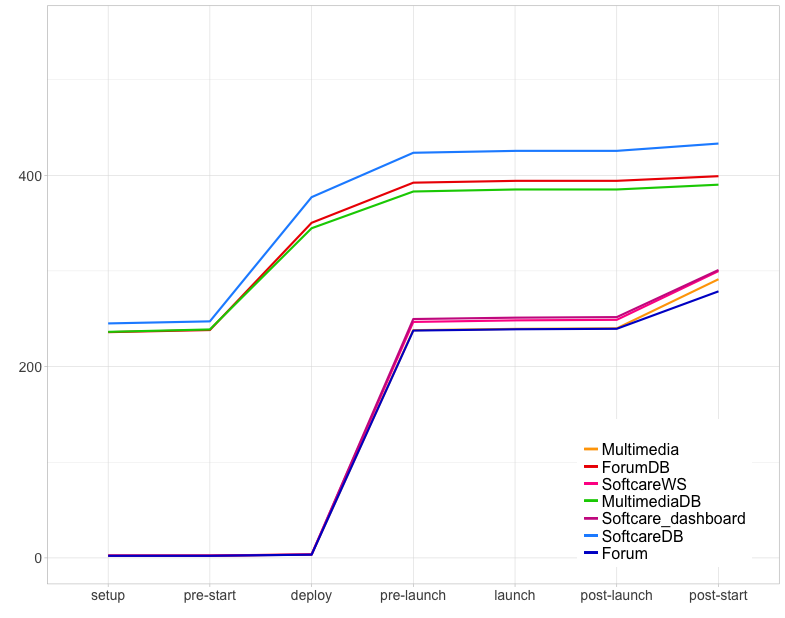 400
200
0
Multimedia
ForumDB
SoftcareWS
MultimediaDB
Softcare_dashboard
SoftcareDB
Forum
setup pre-start deploy pre-launch launch post-launch post-start